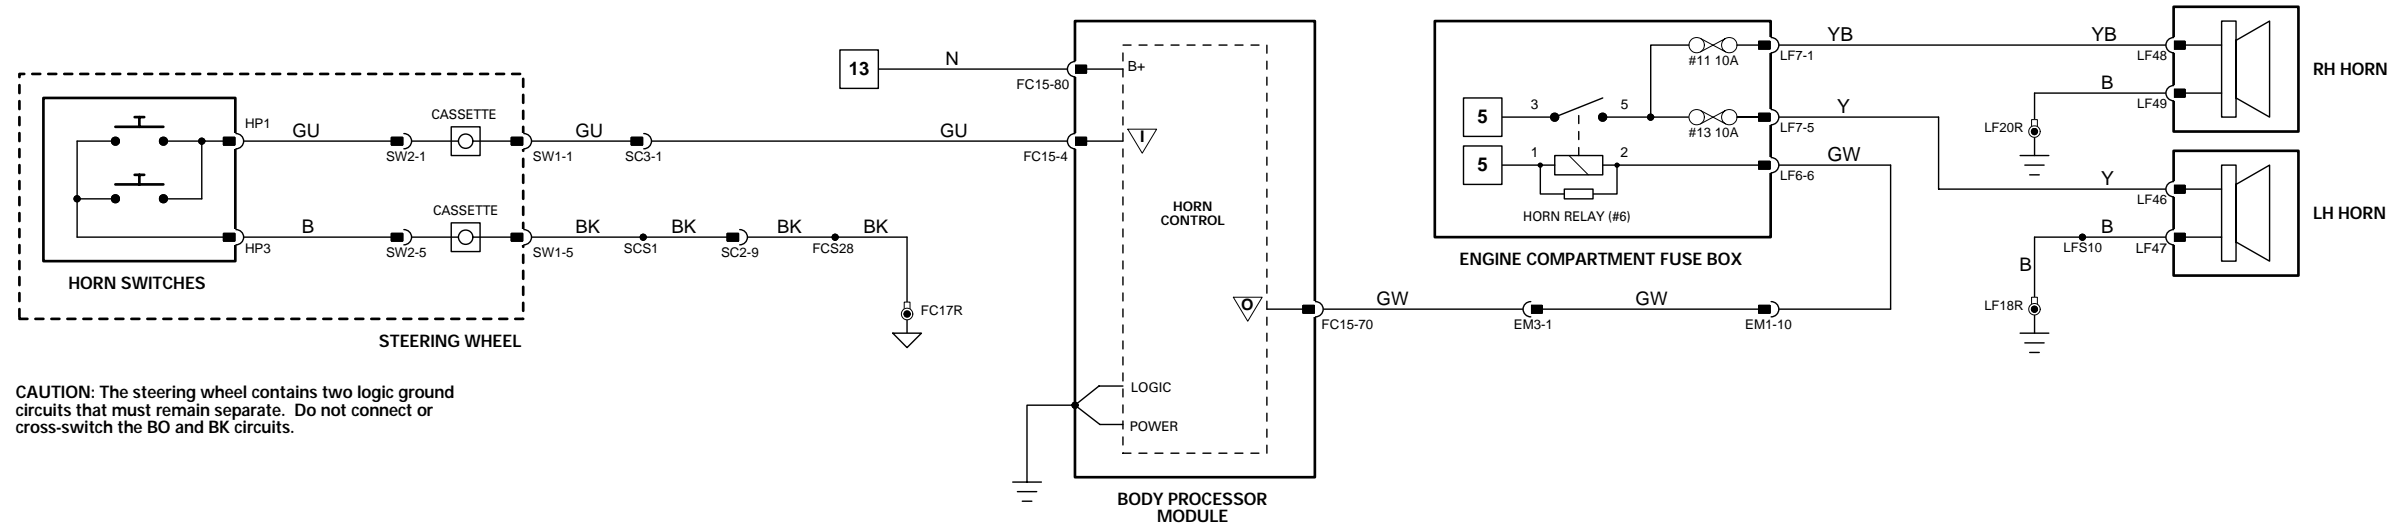 YB
YB
LF7-1
LF48
#11 10A
RH HORN
13
N
B+
FC15-80
B
LF49
CASSETTE
HP1
GU
GU
GU
SW2-1
SW1-1
SC3-1
FC15-4
I
5
3
5
#13 10A
Y
LF7-5
LF20R
5
1
2
GW
LF6-6
HORN RELAY (#6)
Y
LF46
HORN
CONTROL
LH HORN
CASSETTE
HP3
B
BK
BK
BK
BK
SW2-5
SW1-5
SCS1
SC2-9
FCS28
B
LFS10
LF47
HORN SWITCHES
ENGINE COMPARTMENT FUSE BOX
B
FC17R
O
GW
GW
FC15-70
EM3-1
EM1-10
LF18R
STEERING WHEEL
CAUTION: The steering wheel contains two logic ground
circuits that must remain separate. Do not connect or
cross-switch the BO and BK circuits.
LOGIC
POWER
BODY PROCESSOR
MODULE